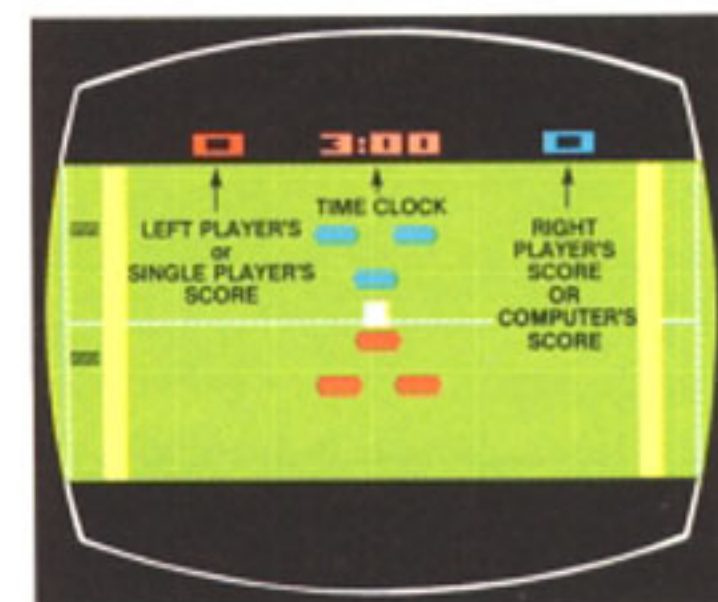 0
3:00
0
TIME CLOCK
LEFT PLAYER'S
or
SINGLE PLAYER'S
SCORE
RIGHT
PLAYER'S
SCORE
OR
COMPUTER'S
SCORE